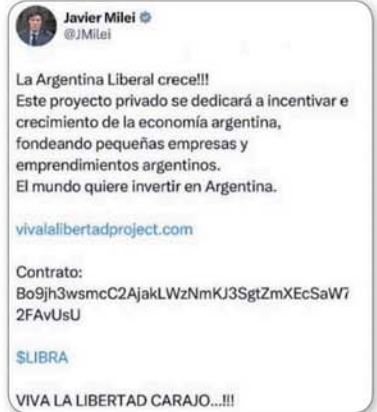 Javier Milei
@JMilei
La Argentina Liberal crece!!!
Este proyecto privado se dedicará a incentivar e
crecimiento de la economía argentina,
fondeando pequeñas empresas y
emprendimientos argentinos.
El mundo quiere invertir en Argentina.
vivalalibertadproject.com
Contrato:
Bo9jh3wsmcC2AjakLWzNmKJ3SgtZmXEcSaW7
2FAvUsU
$LIBRA
VIVA LA LIBERTAD CARAJO...!!!